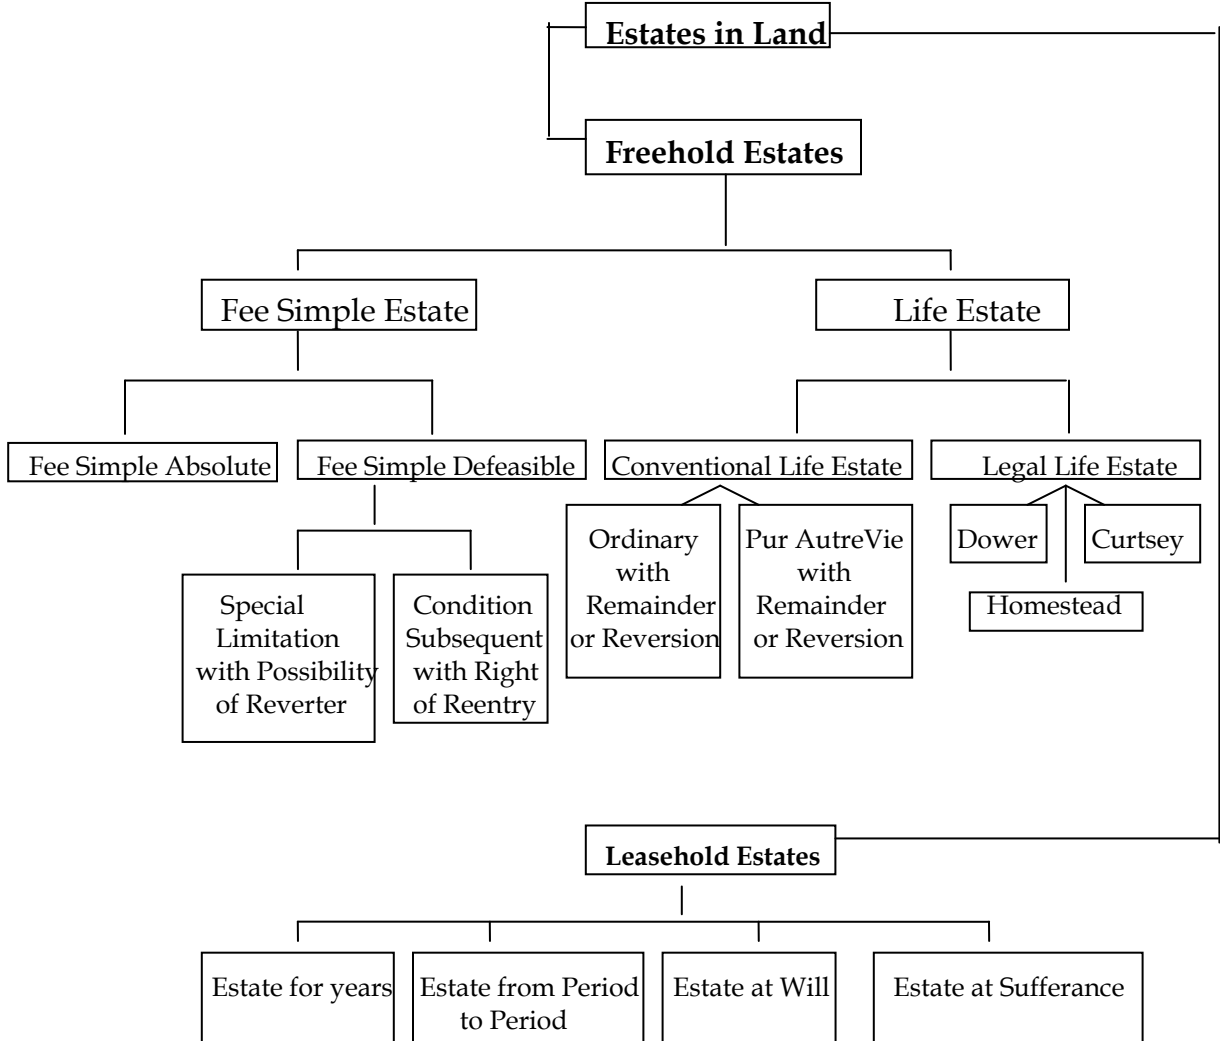 Estates in Land
Freehold Estates
Fee Simple Estate
Life Estate
Fee Simple Absolute
Fee Simple Defeasible
Conventional Life Estate
Legal Life Estate
Special
Limitation
with Possibility
of Reverter
Condition
Subsequent
with Right
of Reentry
Ordinary
with
Remainder
or Reversion
Pur AutreVie
with
Remainder
or Reversion
Dower
Curtsey
Homestead
Leasehold Estates
Estate for years
Estate from Period
to Period
Estate at Will
Estate at Sufferance